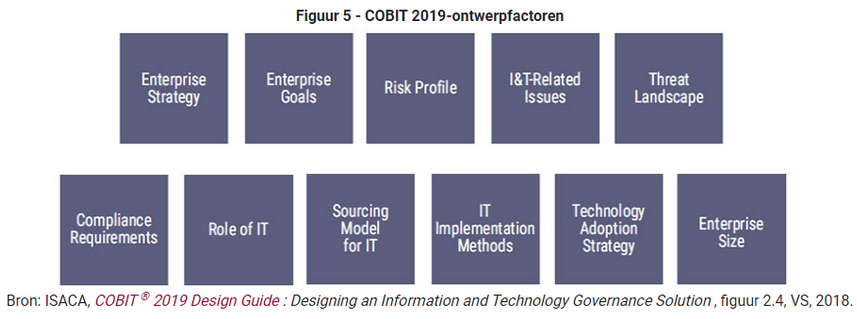 Figuur 5 - COBIT 2019-ontwerpfactoren
Enterprise
Strategy
Enterprise
Goals
Risk Profile
I&T-Related
Issues
Threat
Landscape
Compliance
Requirements
Role of IT
Sourcing
Model
for IT
IT
Implementation
Methods
Technology
Adoption
Strategy
Enterprise
Size
Bron: ISACA, COBIT ® 2019 Design Guide : Designing an Information and Technology Governance Solution , figuur 2.4, VS, 2018.